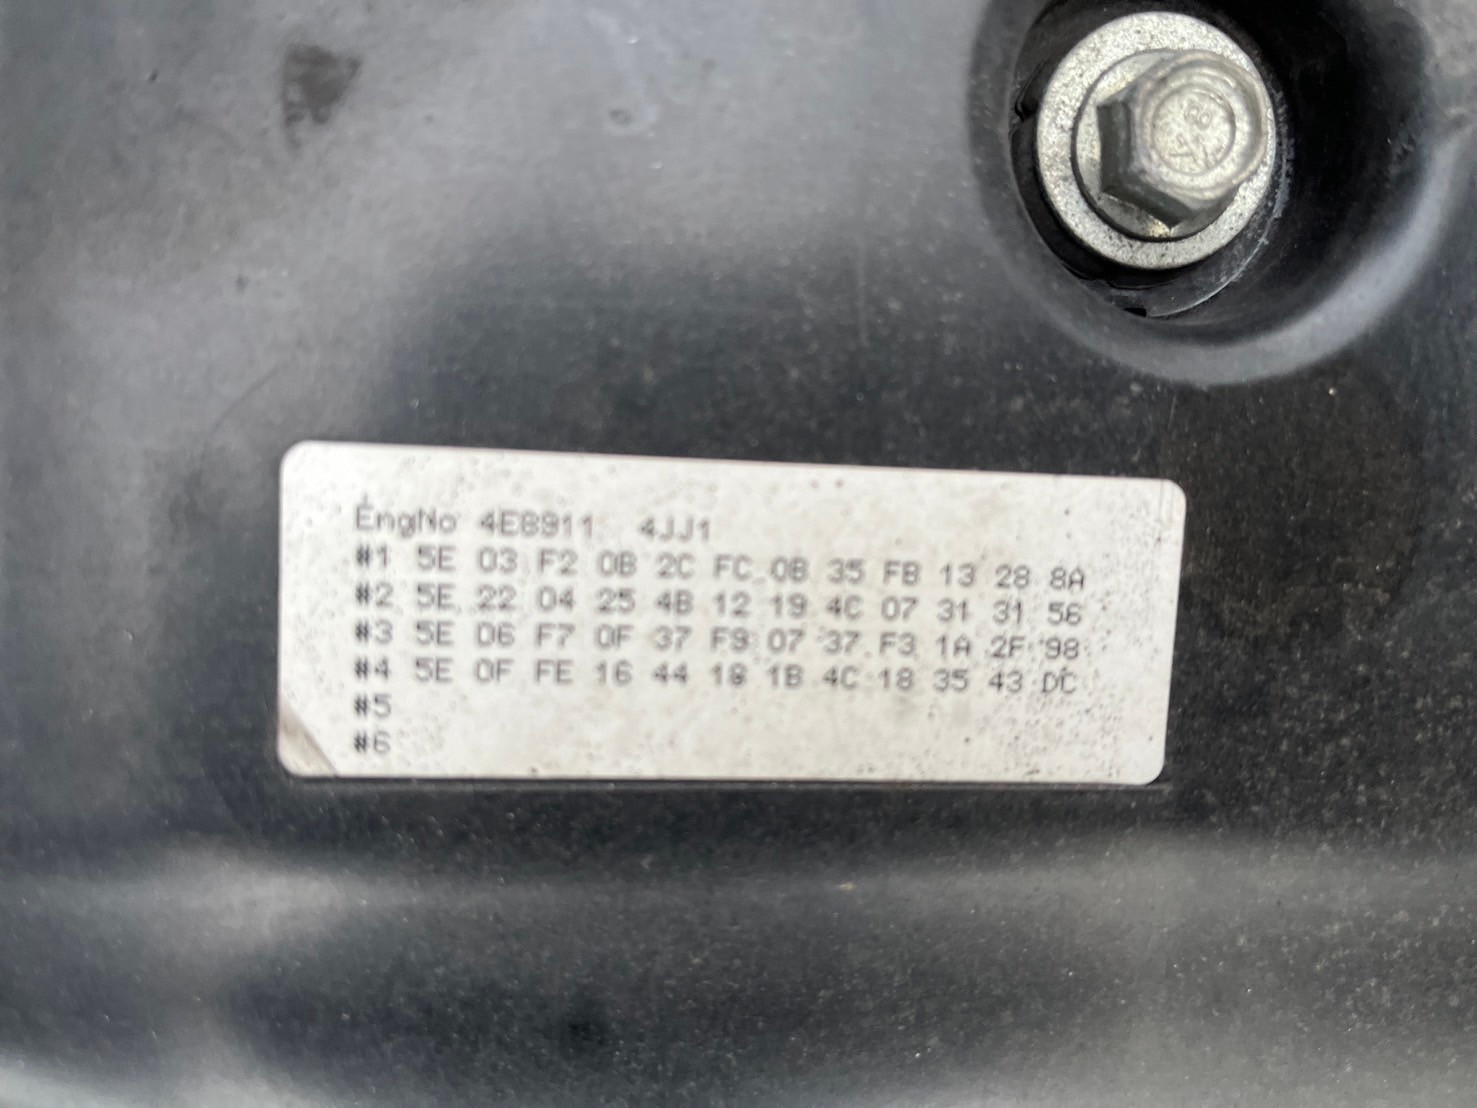 EngNo 4E8911 4JJ1
#1 5E 03 F2 0B 2C FC 0B 35 FB 13 28 8A
#2 5E 22 04 25 4B 12 19 4C 07 31 31 56
#3 5E D6 F7 0F 37 F9 07 37 F3 1A 2F 98
#4 5E 0F FE 16 44 18 1B 4C 18 35 43 DC
#5
#6